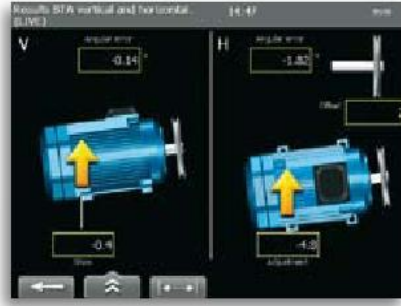 Results BTA vertical and horizontal. 14:47 mm
(LIVE)
V Angular error H Angular error
-0.14 ° -1.82 °
Offset
-0.4 -4.8
Shim Adjustment